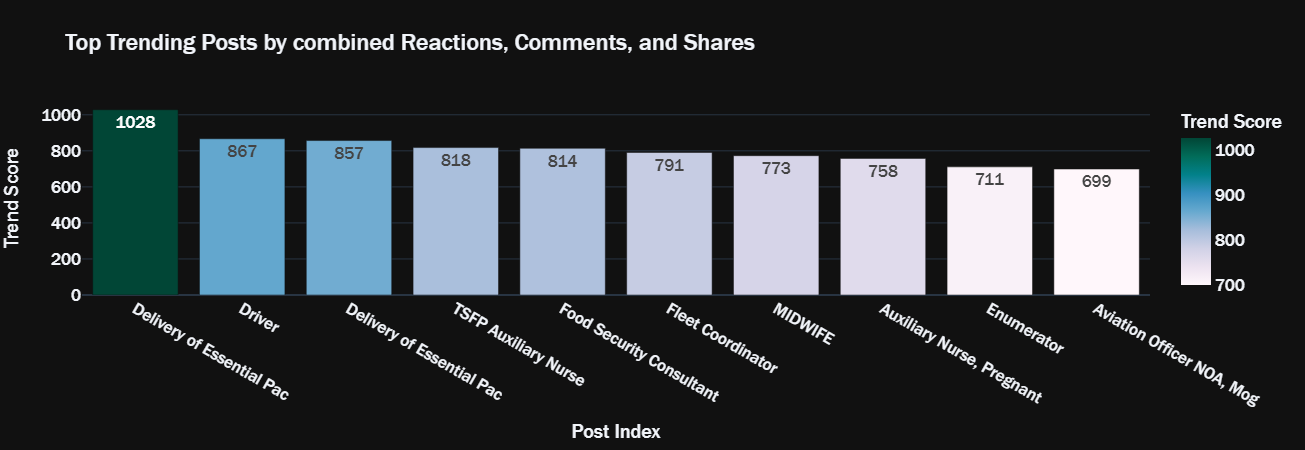 Top Trending Posts by combined Reactions, Comments, and Shares
Trend Score
1000
800
600
400
200
0
1028
867
857
818
814
791
773
758
711
699
Delivery of Essential Pac
Driver
Delivery of Essential Pac
TSFP Auxiliary Nurse
Food Security Consultant
Fleet Coordinator
MIDWIFE
Auxiliary Nurse, Pregnant
Enumerator
Aviation Officer NOA, Mog
Post Index
Trend Score
1000
900
800
700